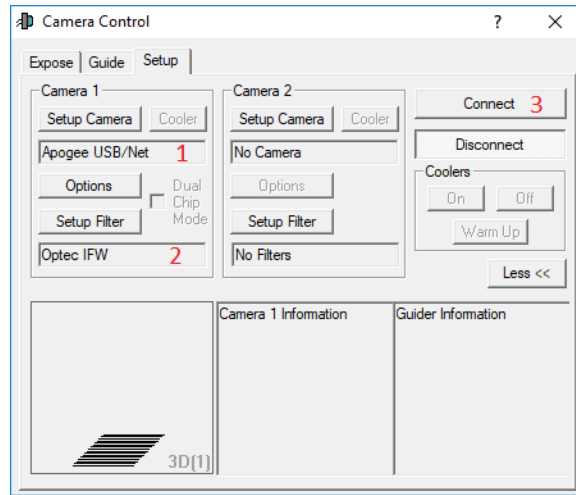 Camera Control
?
Expose
Guide
Setup
Camera 1
Setup Camera
Cooler
Apogee USB/Net 1
Options
Dual
Chip
Mode
Setup Filter
Optec IFW 2
Camera 2
Setup Camera
Cooler
No Camera
Options
Setup Filter
No Filters
Connect 3
Disconnect
Coolers
On
Off
Warm Up
Less <<
3D(1)
Camera 1 Information
Guider Information